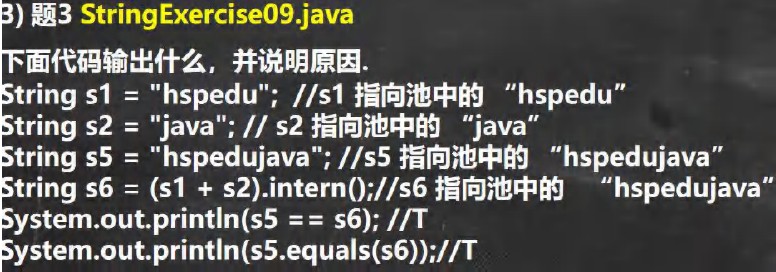 3) 题3 StringExercise09.java
下面代码输出什么，并说明原因.
String s1 = "hspedu"; //s1 指向池中的 “hspedu”
String s2 = "java"; // s2 指向池中的 “java”
String s5 = "hspedujava"; //s5 指向池中的 “hspedujava”
String s6 = (s1 + s2).intern();//s6 指向池中的 “hspedujava”
System.out.println(s5 == s6); //T
System.out.println(s5.equals(s6));//T